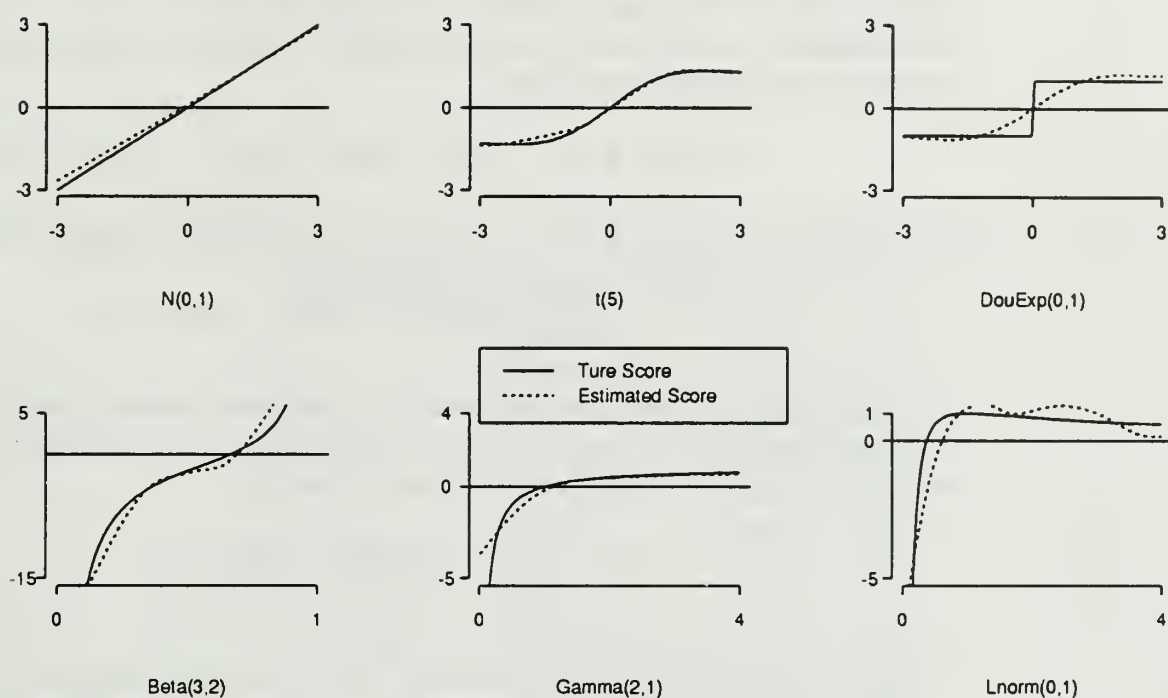 3
0
-3
-3 0 3
N(0,1)
3
0
-3
-3 0 3
t(5)
3
0
-3
-3 0 3
DouExp(0,1)
5
-15
0 1
Beta(3,2)
Ture Score
Estimated Score
4
0
-5
0 4
Gamma(2,1)
1
0
-5
0 4
Lnorm(0,1)